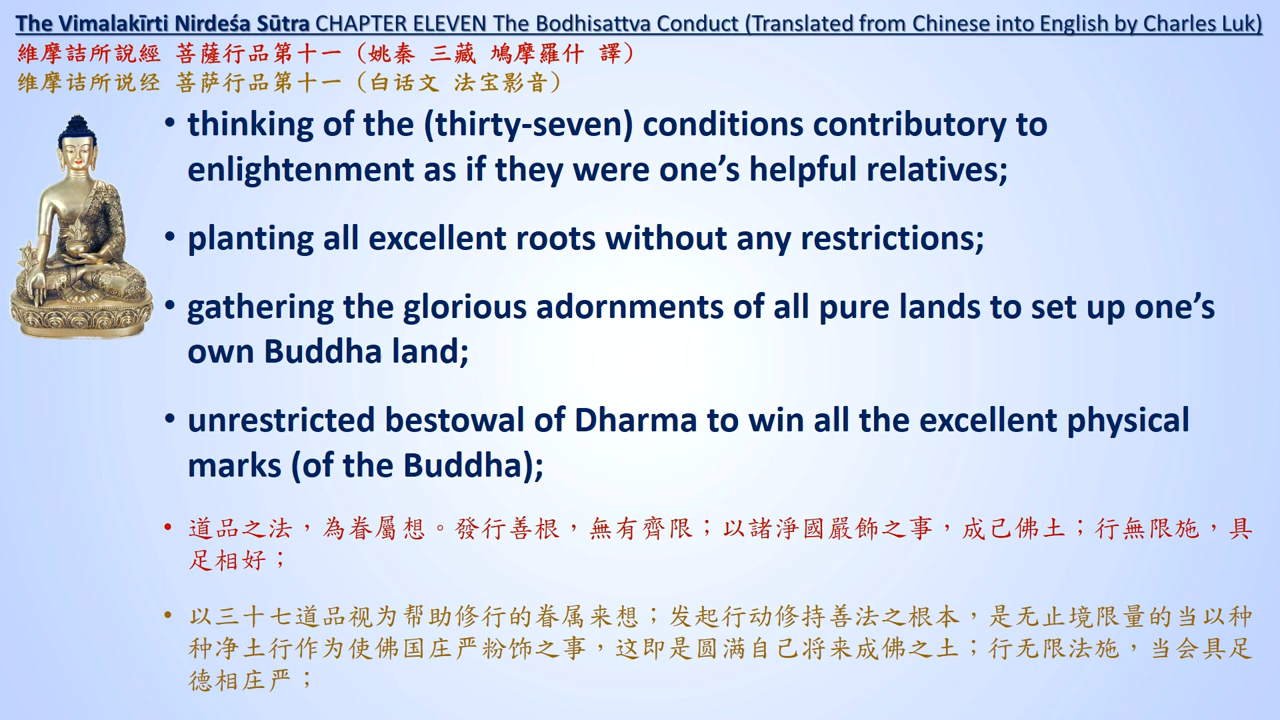 The Vimalakīrti Nirdeśa Sūtra CHAPTER ELEVEN The Bodhisattva Conduct (Translated from Chinese into English by Charles Luk)
維摩詰所說經 菩薩行品第十一（姚秦 三藏 鳩摩羅什 譯）
维摩诘所说经 菩萨行品第十一（白话文 法宝影音）
• thinking of the (thirty-seven) conditions contributory to
enlightenment as if they were one’s helpful relatives;
• planting all excellent roots without any restrictions;
• gathering the glorious adornments of all pure lands to set up one’s
own Buddha land;
• unrestricted bestowal of Dharma to win all the excellent physical
marks (of the Buddha);
• 道品之法，為眷屬想。發行善根，無有齊限；以諸淨國嚴飾之事，成己佛土；行無限施，具
足相好；
• 以三十七道品视为帮助修行的眷属来想；发起行动修持善法之根本，是无止境限量的当以种
种净土行作为使佛国庄严粉饰之事，这即是圆满自己将来成佛之土；行无限法施，当会具足
德相庄严；